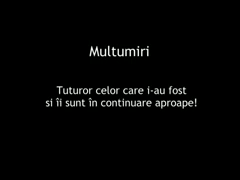 Multumiri
Tuturor celor care i-au fost
si îi sunt în continuare aproape!